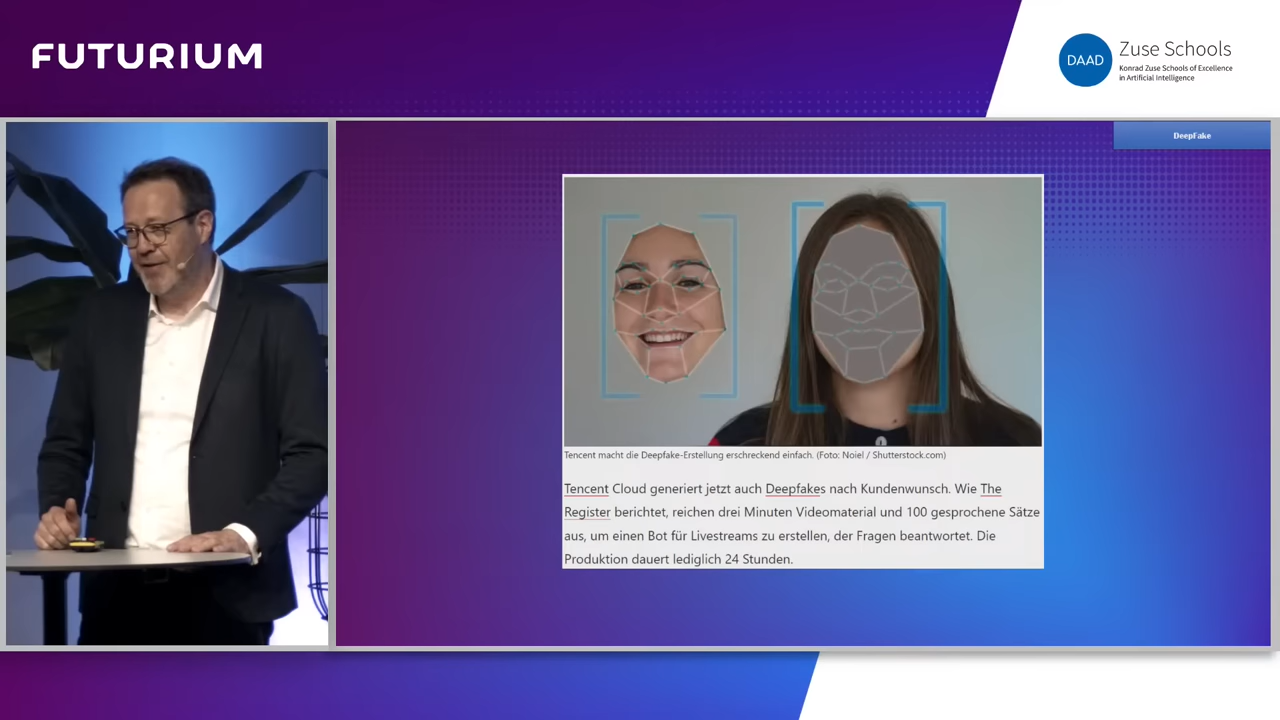 FUTURIUM
DAAD
Zuse Schools
Konrad Zuse Schools of Excellence
in Artificial Intelligence
DeepFake
Tencent macht die Deepfake-Erstellung erschreckend einfach. (Foto: Noiel / Shutterstock.com)
Tencent Cloud generiert jetzt auch Deepfakes nach Kundenwunsch. Wie The
Register berichtet, reichen drei Minuten Videomaterial und 100 gesprochene Sätze
aus, um einen Bot für Livestreams zu erstellen, der Fragen beantwortet. Die
Produktion dauert lediglich 24 Stunden.